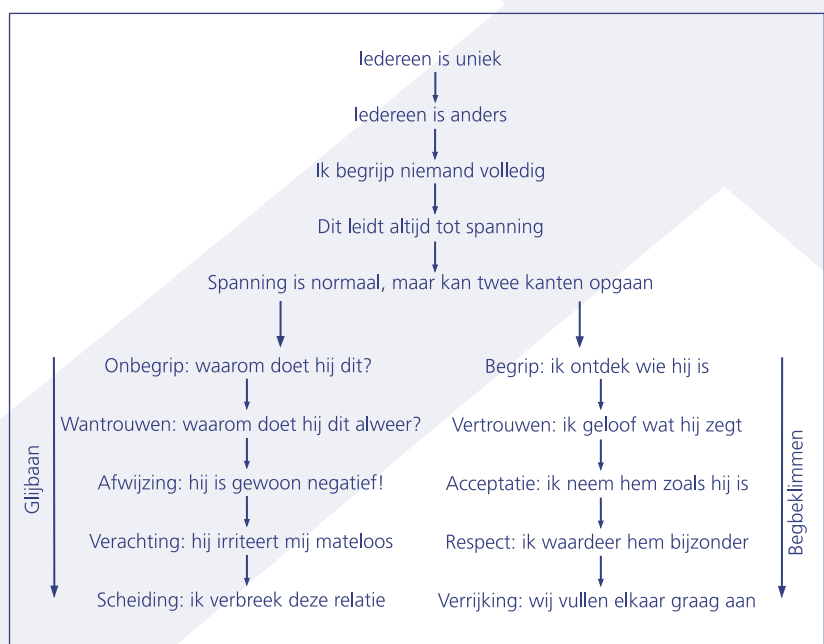 Iedereen is uniek
Iedereen is anders
Ik begrijp niemand volledig
Dit leidt altijd tot spanning
Spanning is normaal, maar kan twee kanten opgaan
Glijbaan
Onbegrip: waarom doet hij dit?
Wantrouwen: waarom doet hij dit alweer?
Afwijzing: hij is gewoon negatief!
Verachting: hij irriteert mij mateloos
Scheiding: ik verbreek deze relatie
Begrip: ik ontdek wie hij is
Vertrouwen: ik geloof wat hij zegt
Acceptatie: ik neem hem zoals hij is
Respect: ik waardeer hem bijzonder
Verrijking: wij vullen elkaar graag aan
Begbeklimmen